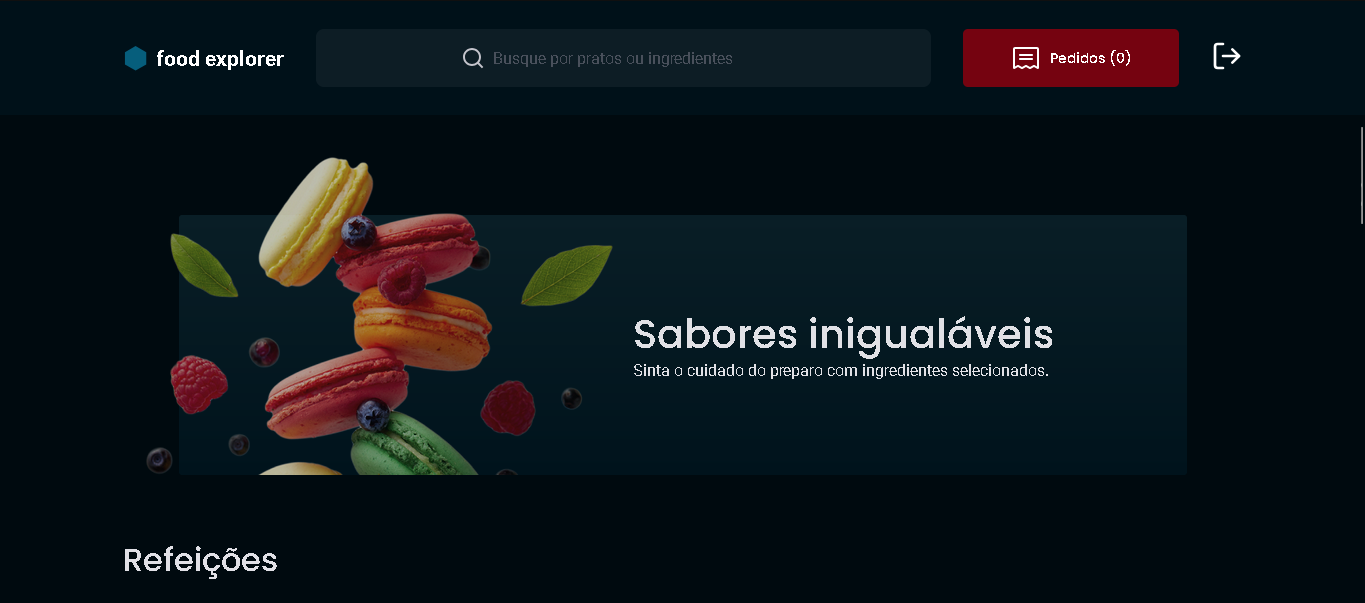 food explorer
Busque por pratos ou ingredientes
Pedidos (0)
Sabores inigualáveis
Sinta o cuidado do preparo com ingredientes selecionados.
Refeições